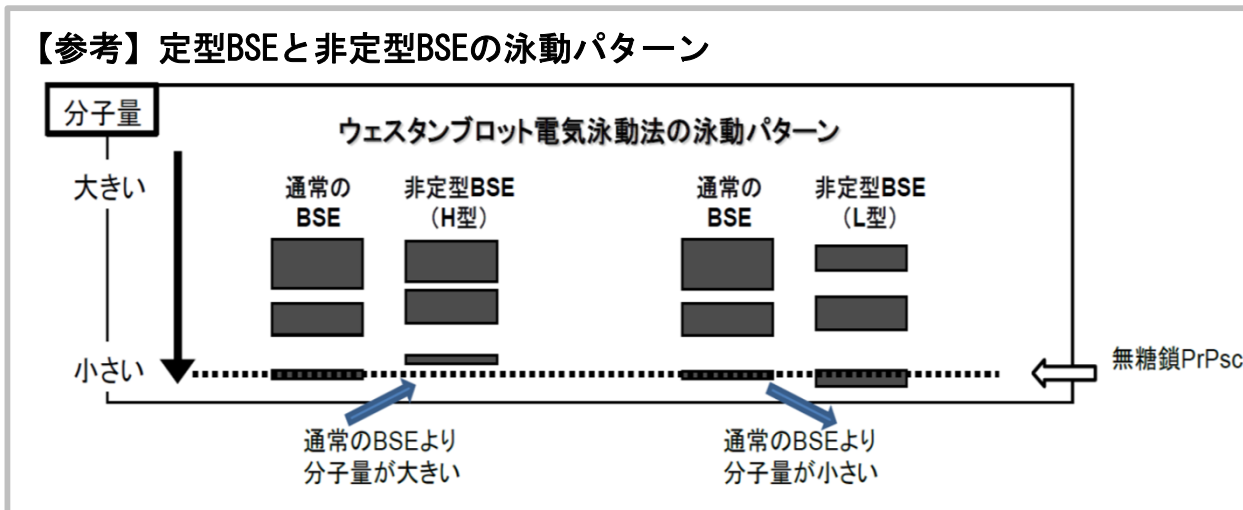 【参考】定型BSEと非定型BSEの泳動パターン
分子量
ウェスタンブロット電気泳動法の泳動パターン
大きい
通常の
BSE
非定型BSE
（H型）
通常の
BSE
非定型BSE
（L型）
小さい
無糖鎖PrPsc
通常のBSEより
分子量が大きい
通常のBSEより
分子量が小さい